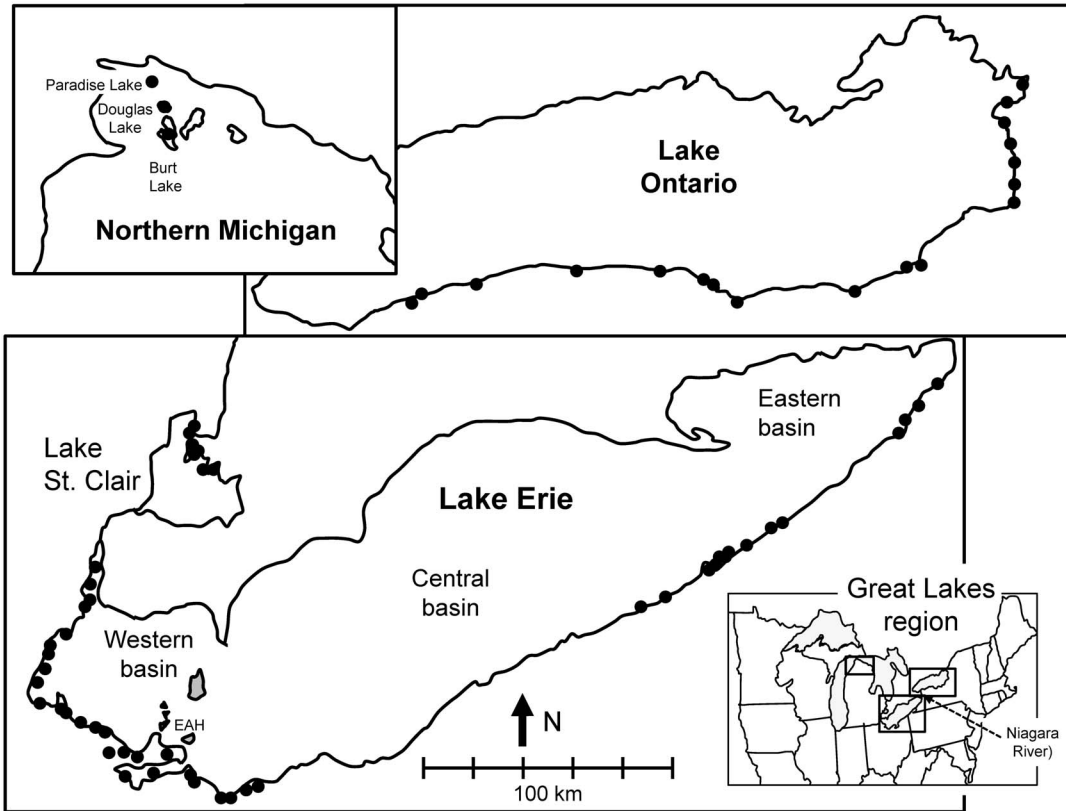 Paradise Lake
Douglas
Lake
Burt
Lake
Northern Michigan
Lake
Ontario
Lake
St. Clair
Eastern
basin
Lake Erie
Central
basin
Western
basin
EAH
N
100 km
Great Lakes
region
Niagara
River)